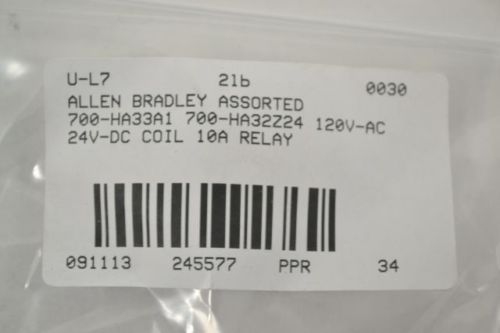 U-L7 2lb 0030
ALLEN BRADLEY ASSORTED
700-HA33A1 700-HA32Z24 120V-AC
24V-DC COIL 10A RELAY
091113 245577 PPR 34